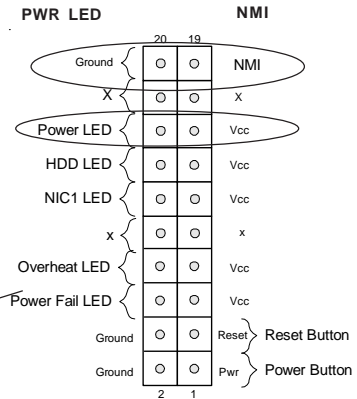 PWR LED NMI
20 19
Ground NMI
X X
Power LED Vcc
HDD LED Vcc
NIC1 LED Vcc
x x
Overheat LED Vcc
Power Fail LED Vcc
Ground Reset Reset Button
Ground Pwr Power Button
2 1